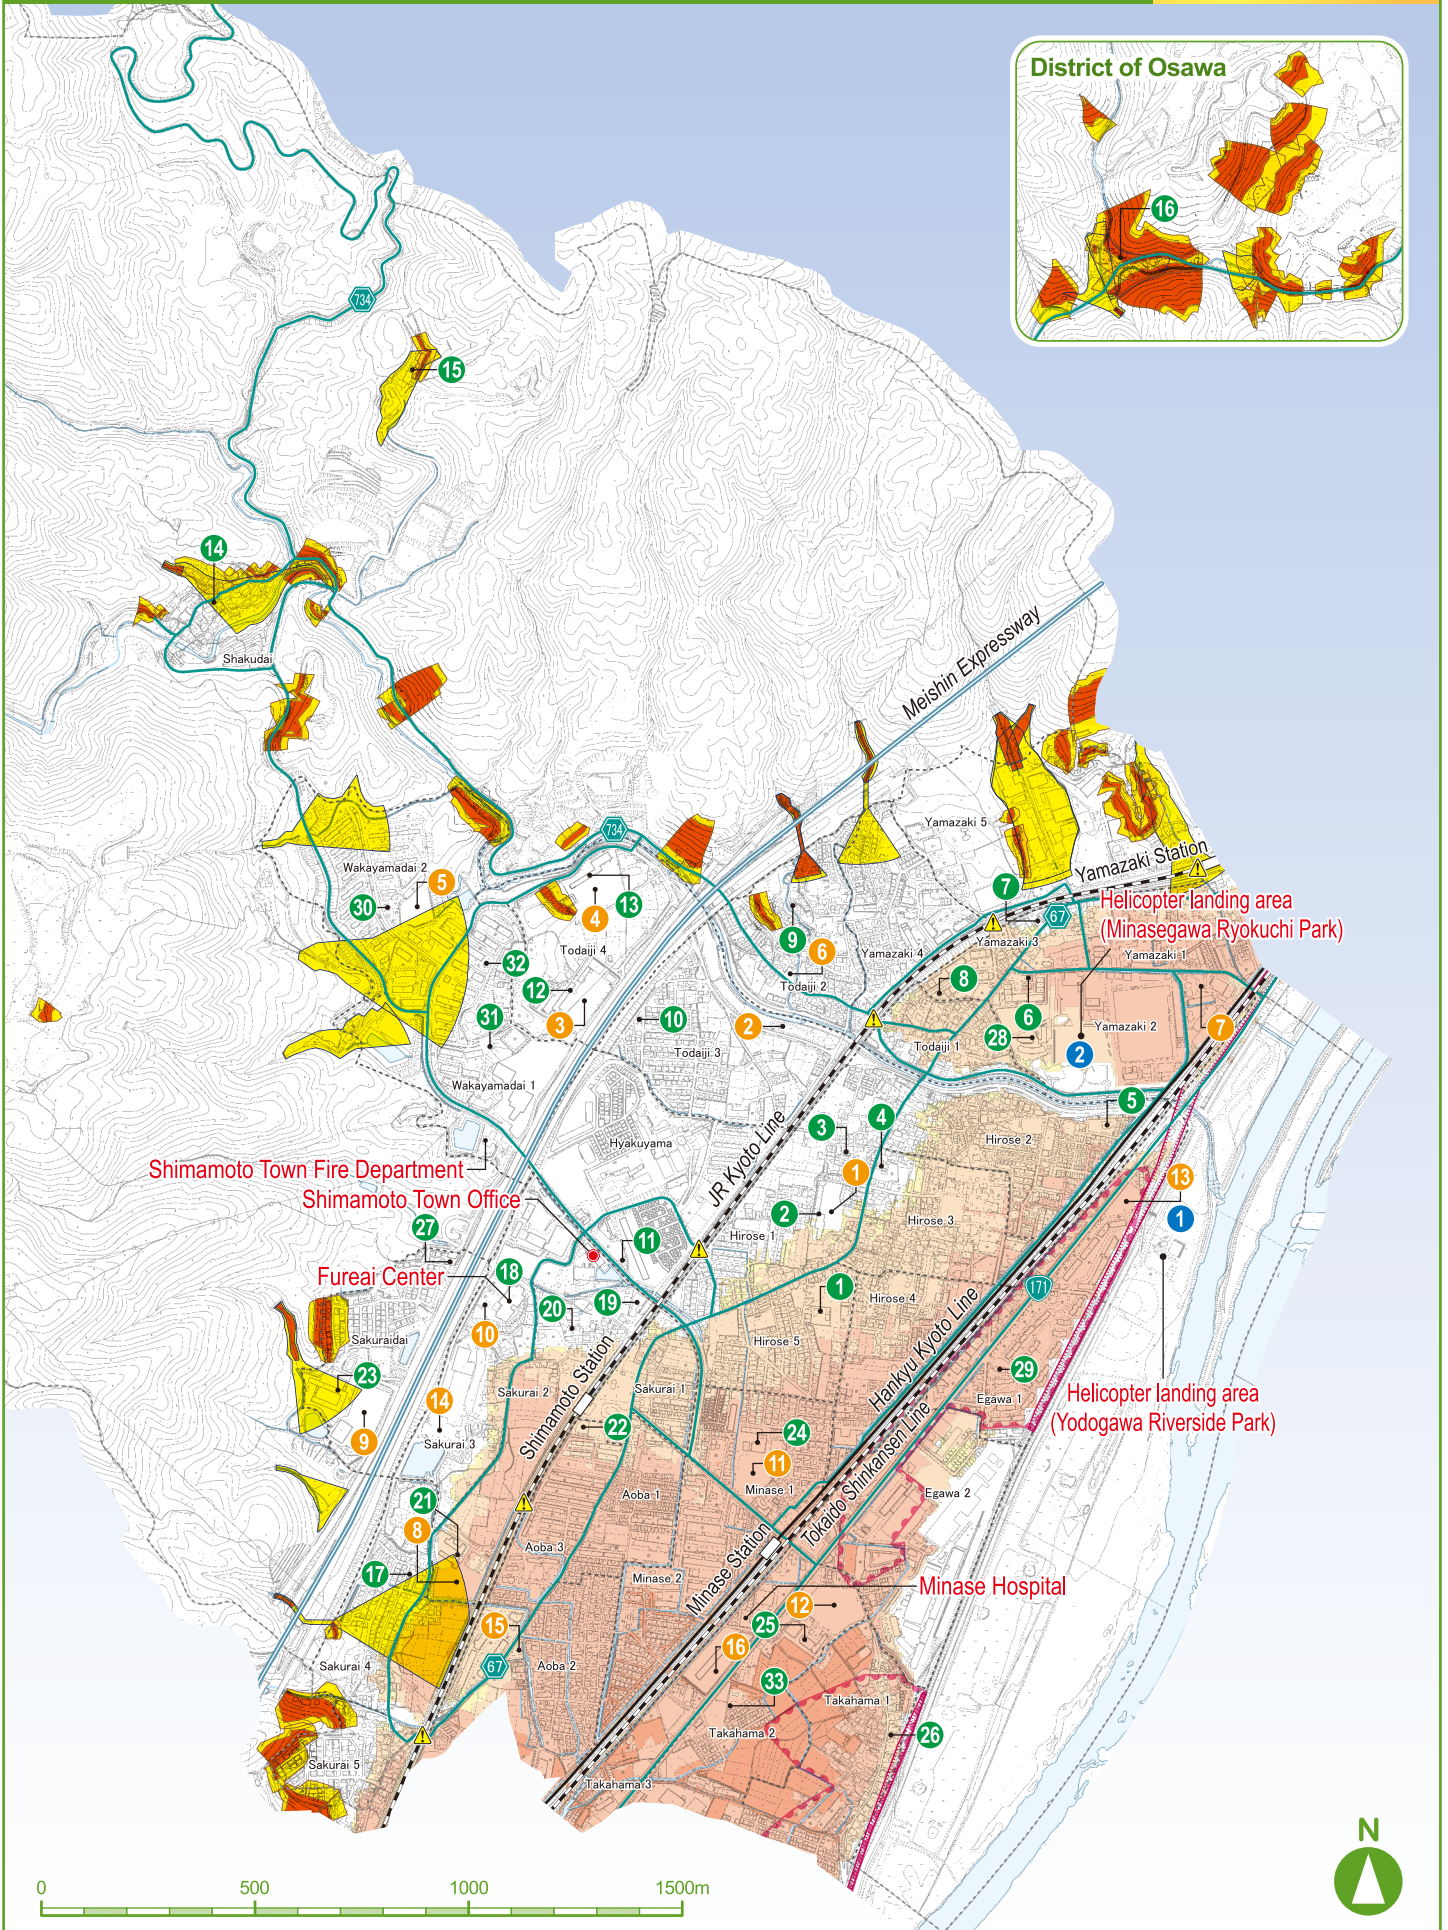 District of Osawa
16
734
15
14
Shakudai
Meishin Expressway
Yamazaki 5
734
Yamazaki Station
Wakayamadai 2
5
30
4
13
7
67
Helicopter landing area
(Minasegawa Ryokuchi Park)
9
6
Yamazaki 4
Yamazaki 3
Yamazaki 1
Todaiji 4
32
12
Todaiji 2
8
31
3
10
2
6
28
Yamazaki 2
7
2
Todaiji 3
Todaiji 1
Wakayamadai 1
5
4
3
Hirose 2
Hyakuyama
JR Kyoto Line
Shimamoto Town Fire Department
1
13
Shimamoto Town Office
2
Hirose 3
1
27
11
Hirose 1
Fureai Center
18
1
171
20
19
Hirose 4
10
Sakuraidai
Hirose 5
Hankyu Kyoto Line
23
Shimamoto Station
Sakurai 2
Sakurai 1
29
Helicopter landing area
(Yodogawa Riverside Park)
14
Egawa 1
9
Sakurai 3
22
24
Tokaido Shinkansen Line
11
Minase 1
Aoba 1
Egawa 2
21
8
Aoba 3
17
Minase 2
Minase Station
Minase Hospital
12
15
25
16
67
Sakurai 4
Aoba 2
33
Takahama 1
Takahama 2
26
Sakurai 5
Takahama 3
N
0
500
1000
1500m